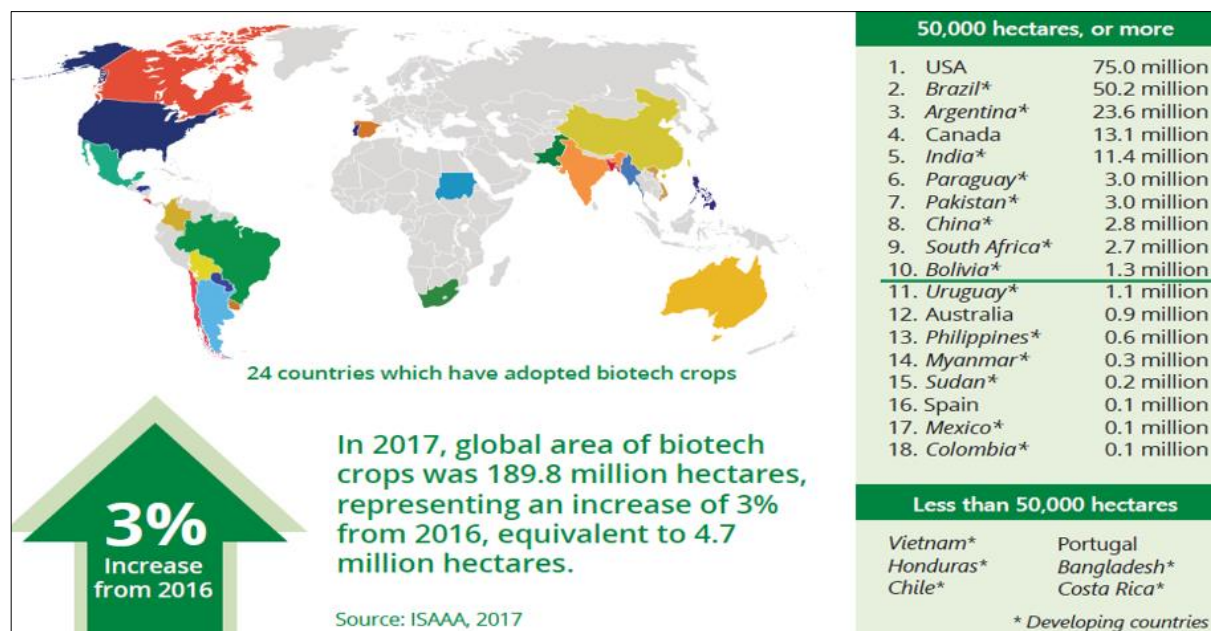 24 countries which have adopted biotech crops
3%
Increase
from 2016
In 2017, global area of biotech
crops was 189.8 million hectares,
representing an increase of 3%
from 2016, equivalent to 4.7
million hectares.
Source: ISAAA, 2017
50,000 hectares, or more
1. USA 75.0 million
2. Brazil* 50.2 million
3. Argentina* 23.6 million
4. Canada 13.1 million
5. India* 11.4 million
6. Paraguay* 3.0 million
7. Pakistan* 3.0 million
8. China* 2.8 million
9. South Africa* 2.7 million
10. Bolivia* 1.3 million
11. Uruguay* 1.1 million
12. Australia 0.9 million
13. Philippines* 0.6 million
14. Myanmar* 0.3 million
15. Sudan* 0.2 million
16. Spain 0.1 million
17. Mexico* 0.1 million
18. Colombia* 0.1 million
Less than 50,000 hectares
Vietnam* Portugal
Honduras* Bangladesh*
Chile* Costa Rica*
* Developing countries